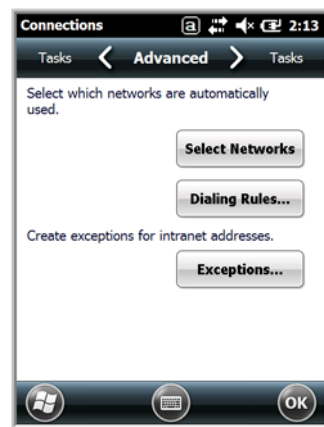 Connections a 2:13
Tasks Advanced Tasks
Select which networks are automatically
used.
Select Networks
Dialing Rules...
Create exceptions for intranet addresses.
Exceptions...
OK